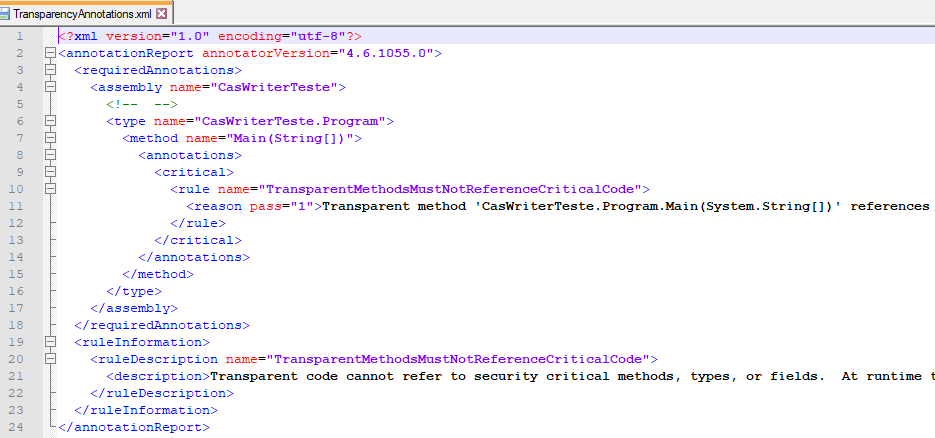 TransparencyAnnotations.xml
1 <?xml version="1.0" encoding="utf-8"?>
2 <annotationReport annotatorVersion="4.6.1055.0">
3 <requiredAnnotations>
4 <assembly name="CasWriterTeste">
5 <!--  -->
6 <type name="CasWriterTeste.Program">
7 <method name="Main(String[])">
8 <annotations>
9 <critical>
10 <rule name="TransparentMethodsMustNotReferenceCriticalCode">
11 <reason pass="1">Transparent method 'CasWriterTeste.Program.Main(System.String[])' references
12 </rule>
13 </critical>
14 </annotations>
15 </method>
16 </type>
17 </assembly>
18 </requiredAnnotations>
19 <ruleInformation>
20 <ruleDescription name="TransparentMethodsMustNotReferenceCriticalCode">
21 <description>Transparent code cannot refer to security critical methods, types, or fields.  At runtime t
22 </ruleDescription>
23 </ruleInformation>
24 </annotationReport>